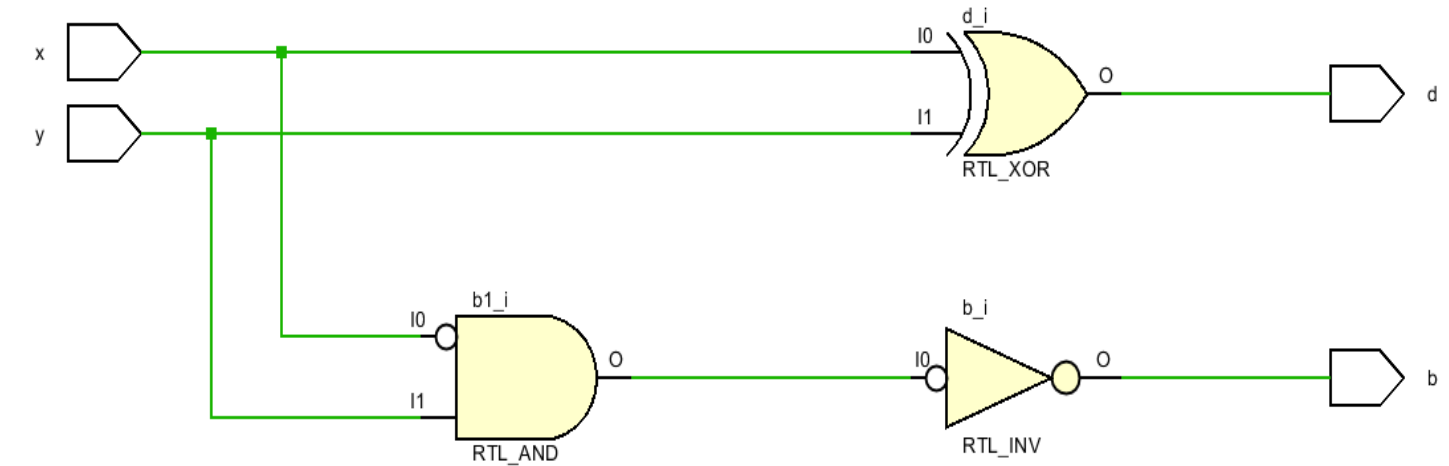 d_i
x
I0
O
d
y
I1
RTL_XOR
b1_i
b_i
I0
O
I0
O
b
I1
RTL_AND
RTL_INV